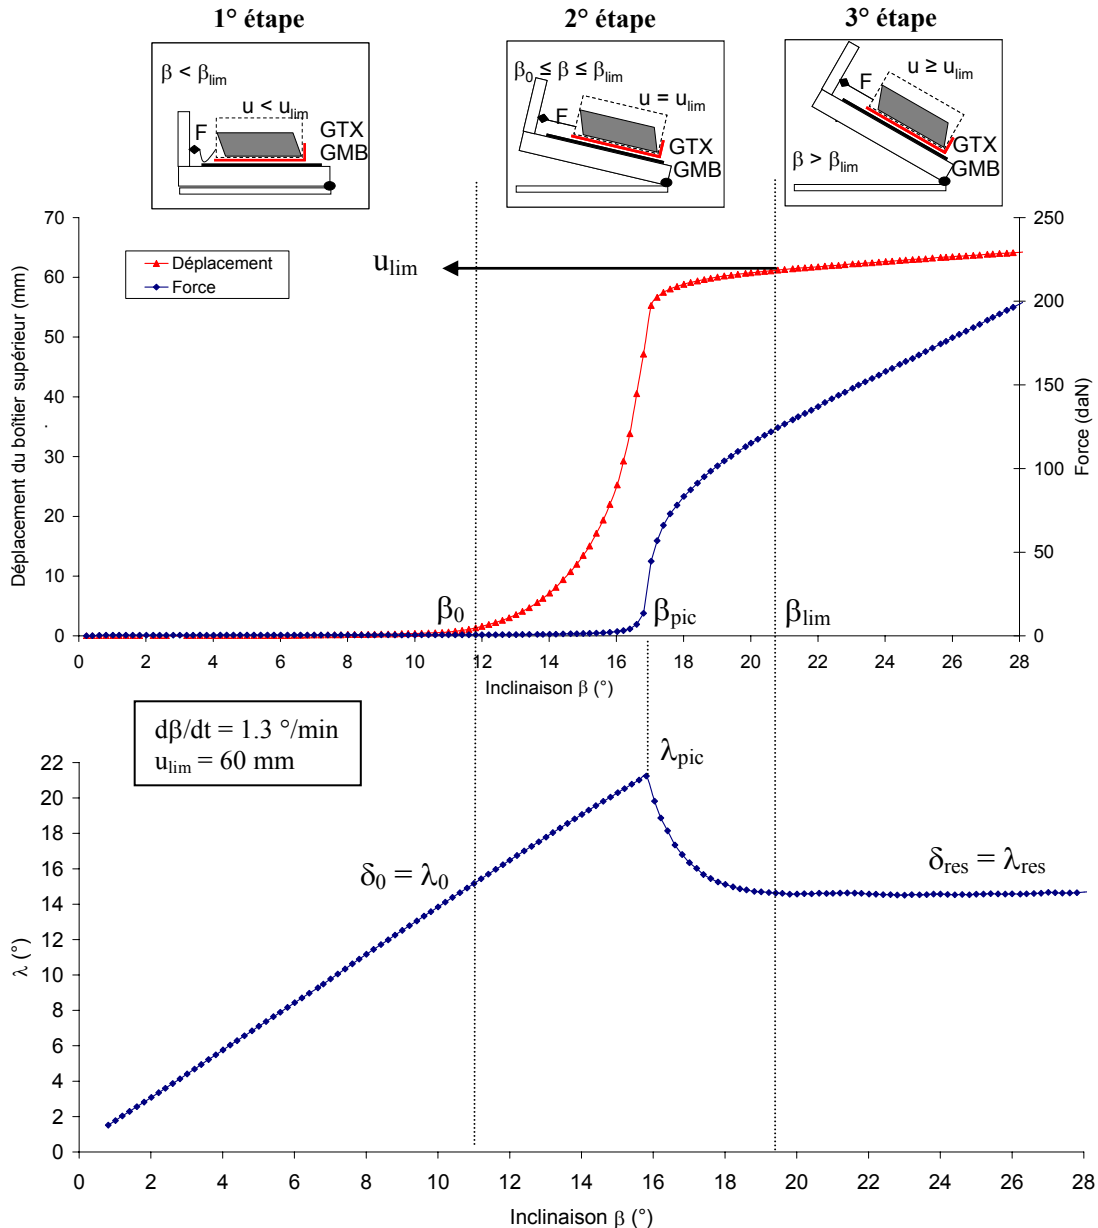 1° étape
2° étape
3° étape
β < βlim
u < ulim
F
GTX
GMB
β0 ≤ β ≤ βlim
u = ulim
F
GTX
GMB
u ≥ ulim
F
GTX
GMB
β > βlim
70
60
50
40
30
20
10
0
Déplacement du boîtier supérieur (mm)
Déplacement
Force
ulim
250
200
150
100
50
0
Force (daN)
β0
βpic
βlim
0 2 4 6 8 10 12 14 16 18 20 22 24 26 28
Inclinaison β (°)
dβ/dt = 1.3 °/min
ulim = 60 mm
λpic
δ0 = λ0
δres = λres
22
20
18
16
14
12
10
8
6
4
2
0
λ (°)
0 2 4 6 8 10 12 14 16 18 20 22 24 26 28
Inclinaison β (°)